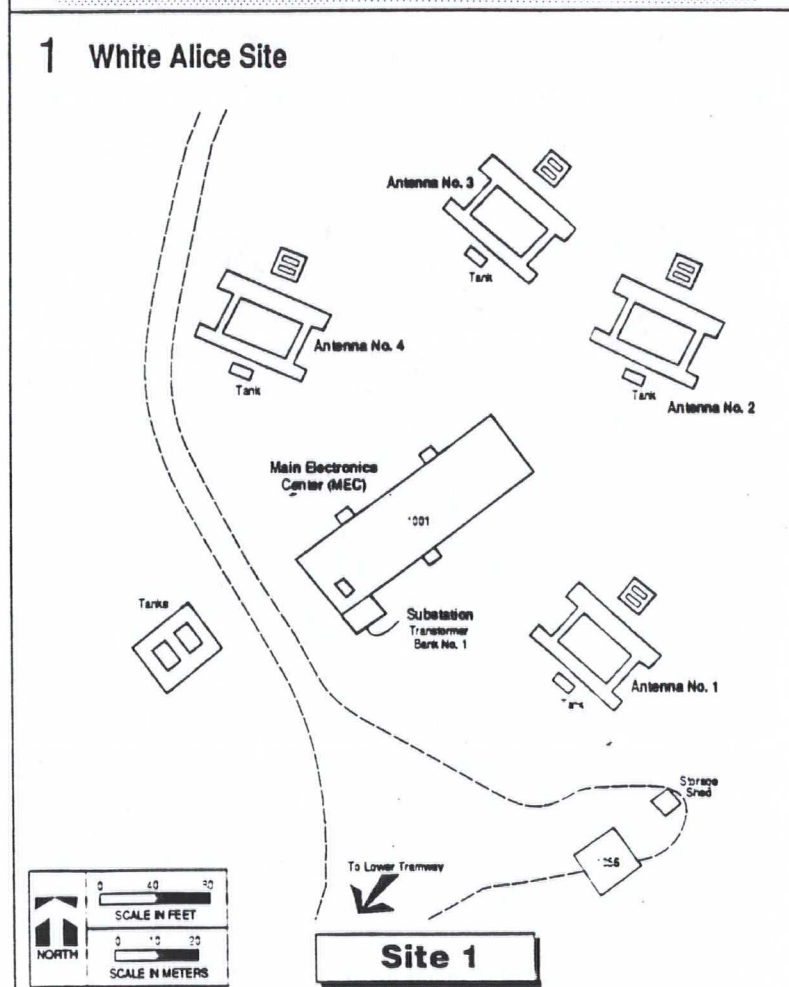 1 White Alice Site
Antenna No. 3
Tank
Antenna No. 4
Tank
Tank
Antenna No. 2
Main Electronics
Center (MEC)
1001
Tanks
Substation
Transformer
Bank No. 1
Antenna No. 1
Tank
Storage
Shed
To Lower Tramway
0 40 80
SCALE IN FEET
0 10 20
SCALE IN METERS
NORTH
Site 1